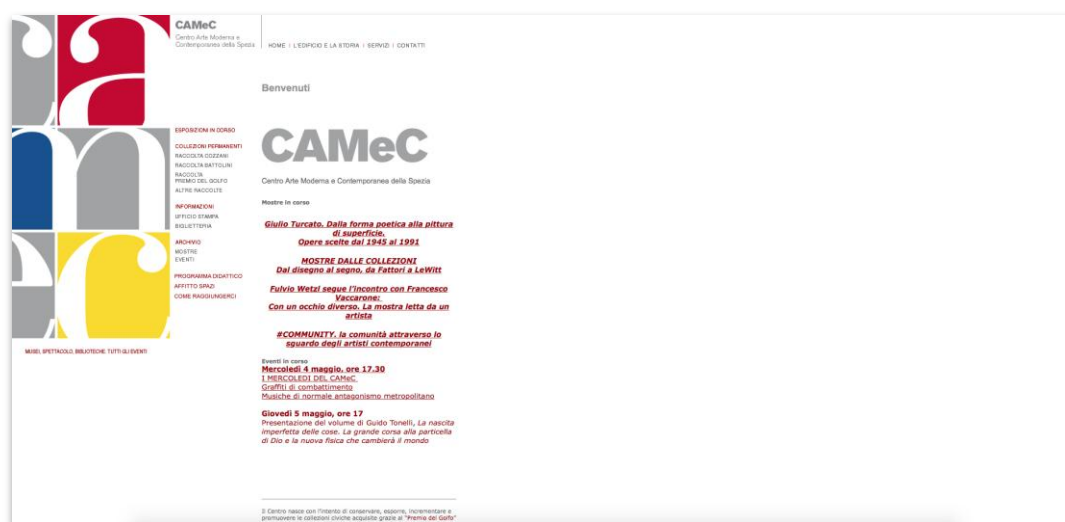 CAMeC
Centro Arte Moderna e
Contemporanea della Spezia
HOME | L'EDIFICIO E LA STORIA | SERVIZI | CONTATTI
Benvenuti
ESPOSIZIONI IN CORSO
COLLEZIONI PERMANENTI
RACCOLTA COZZANI
RACCOLTA BATTOLINI
RACCOLTA
PREMIO DEL GOLFO
ALTRE RACCOLTE
INFORMAZIONI
UFFICIO STAMPA
BIGLIETTERIA
ARCHIVIO
MOSTRE
EVENTI
PROGRAMMA DIDATTICO
AFFITTO SPAZI
COME RAGGIUNGERCI
MUSEI, SPETTACOLO, BIBLIOTECHE: TUTTI GLI EVENTI
CAMeC
Centro Arte Moderna e Contemporanea della Spezia
Mostre in corso
Giulio Turcato. Dalla forma poetica alla pittura
di superficie.
Opere scelte dal 1945 al 1991
MOSTRE DALLE COLLEZIONI
Dal disegno al segno, da Fattori a LeWitt
Fulvio Wetzl segue l'incontro con Francesco
Vaccarone:
Con un occhio diverso. La mostra letta da un
artista
#COMMUNITY. la comunità attraverso lo
sguardo degli artisti contemporanei
Eventi in corso
Mercoledì 4 maggio, ore 17.30
I MERCOLEDÌ DEL CAMeC
Graffiti di combattimento
Musiche di normale antagonismo metropolitano
Giovedì 5 maggio, ore 17
Presentazione del volume di Guido Tonelli, La nascita
imperfetta delle cose. La grande corsa alla particella
di Dio e la nuova fisica che cambierà il mondo
Il Centro nasce con l'intento di conservare, esporre, incrementare e
promuovere le collezioni civiche acquisite grazie al "Premio del Golfo"